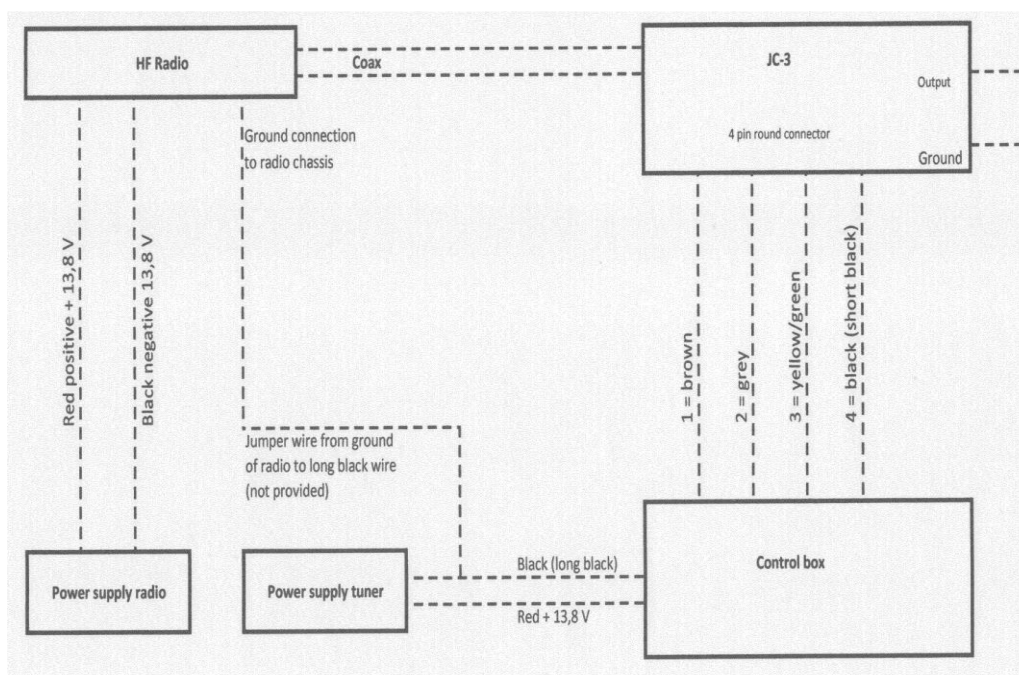 HF Radio
Coax
JC-3
Output
4 pin round connector
Ground
Ground connection
to radio chassis
Red positive + 13,8 V
Black negative 13,8 V
1 = brown
2 = grey
3 = yellow/green
4 = black (short black)
Jumper wire from ground
of radio to long black wire
(not provided)
Power supply radio
Power supply tuner
Black (long black)
Red + 13,8 V
Control box